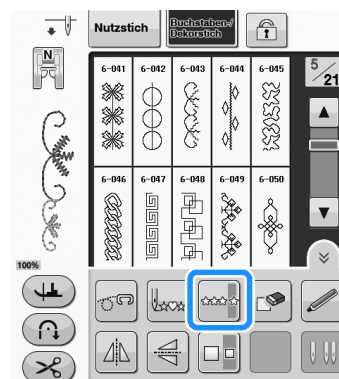 Nutzstich
Buchstaben-/
Dekorstich
N
6-041 6-042 6-043 6-044 6-045
5/21
6-046 6-047 6-048 6-049 6-050
100%